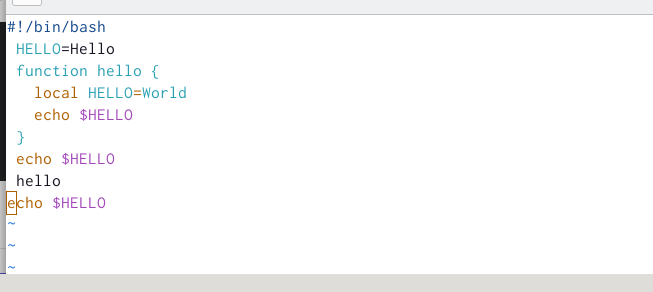 #!/bin/bash
HELLO=Hello
function hello {
local HELLO=World
echo $HELLO
}
echo $HELLO
hello
echo $HELLO
~
~
~